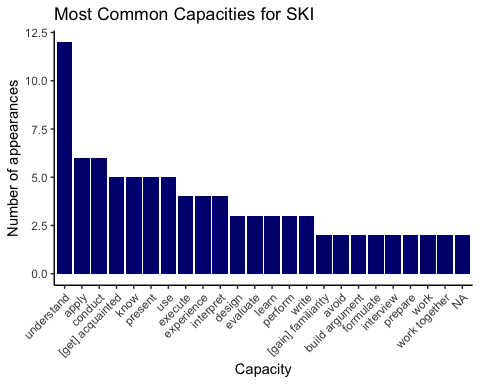 Most Common Capacities for SKI
Number of appearances
12.5
10.0
7.5
5.0
2.5
0.0
understand
apply
conduct
[get] acquainted
know
present
use
execute
experience
interpret
design
evaluate
learn
perform
write
[gain] familiarity
avoid
build argument
formulate
interview
prepare
work
work together
NA
Capacity